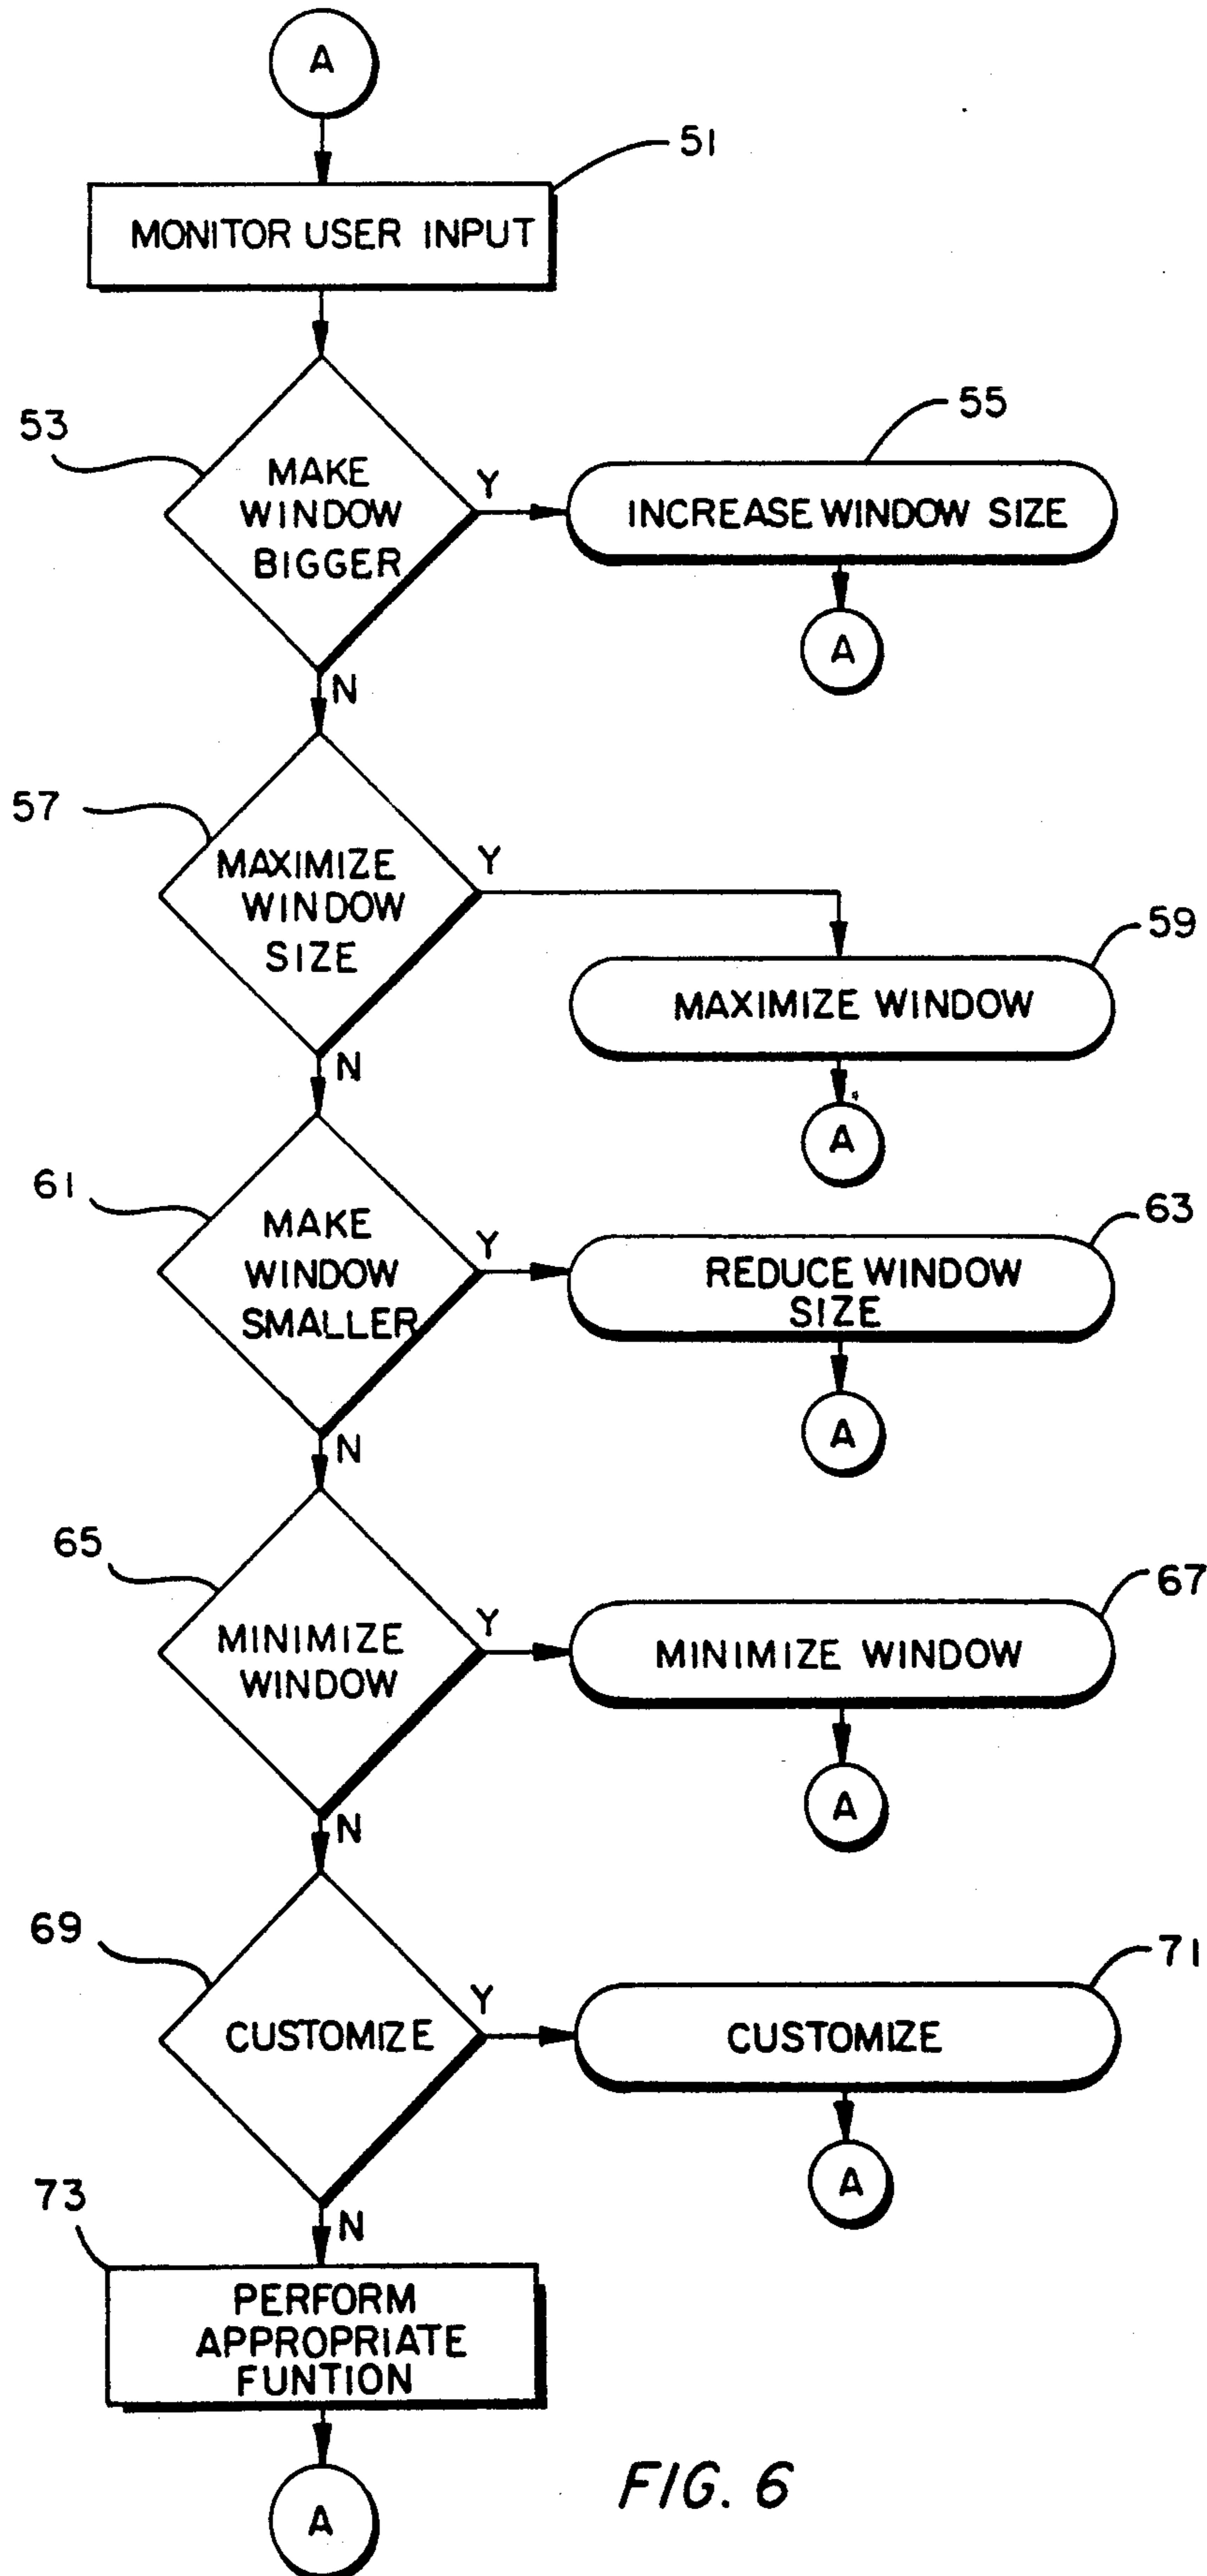 A
51
MONITOR USER INPUT
53
MAKE
WINDOW
BIGGER
Y
55
INCREASE WINDOW SIZE
A
N
57
MAXIMIZE
WINDOW
SIZE
Y
59
MAXIMIZE WINDOW
A
N
61
MAKE
WINDOW
SMALLER
Y
63
REDUCE WINDOW
SIZE
A
N
65
MINIMIZE
WINDOW
Y
67
MINIMIZE WINDOW
A
N
69
CUSTOMIZE
Y
71
CUSTOMIZE
A
N
73
PERFORM
APPROPRIATE
FUNTION
A
FIG. 6